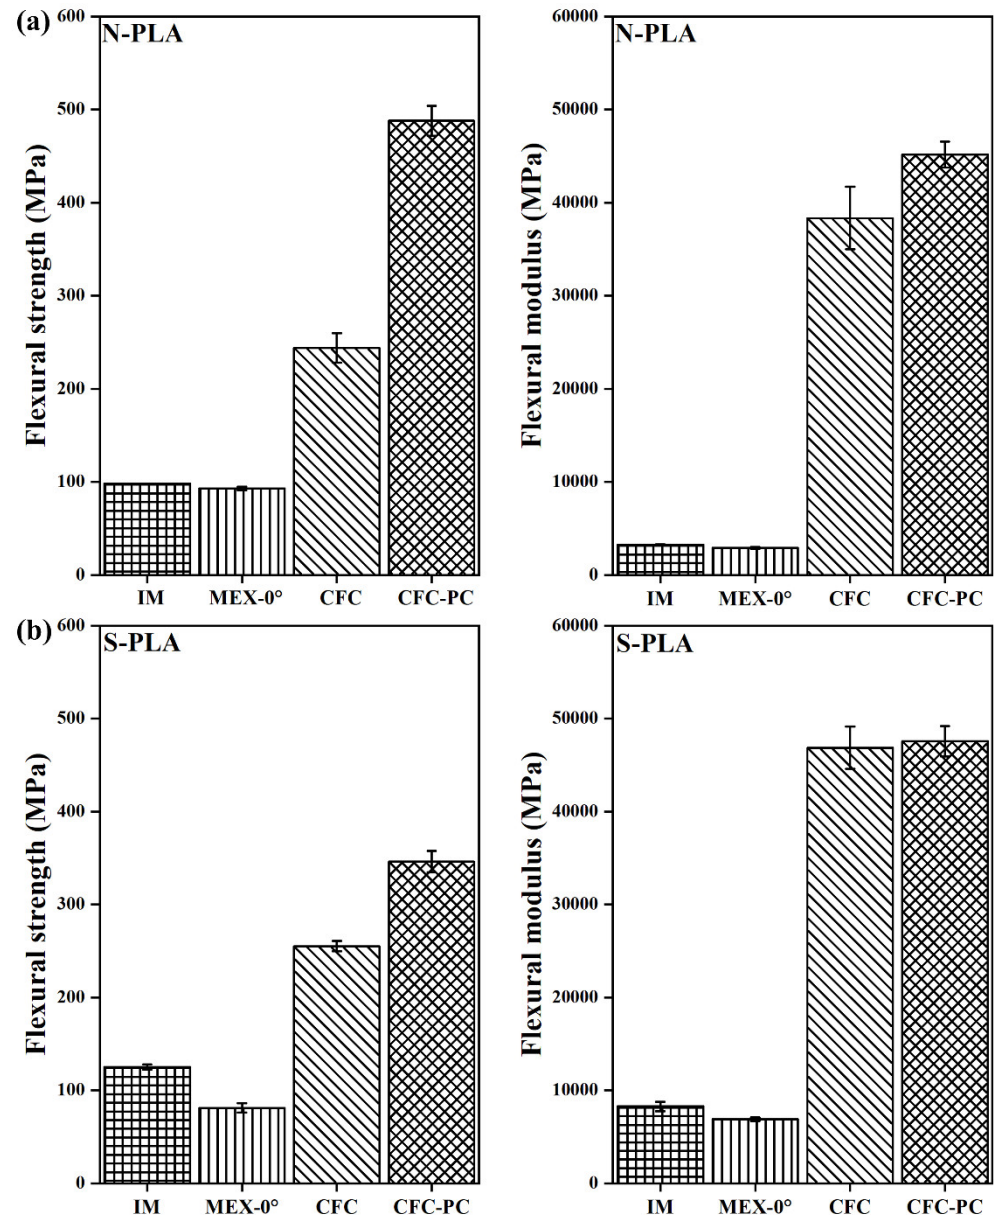 (a)
N-PLA
Flexural strength (MPa)
600
500
400
300
200
100
0
IM MEX-0° CFC CFC-PC
N-PLA
Flexural modulus (MPa)
60000
50000
40000
30000
20000
10000
0
IM MEX-0° CFC CFC-PC
(b)
S-PLA
Flexural strength (MPa)
600
500
400
300
200
100
0
IM MEX-0° CFC CFC-PC
S-PLA
Flexural modulus (MPa)
60000
50000
40000
30000
20000
10000
0
IM MEX-0° CFC CFC-PC